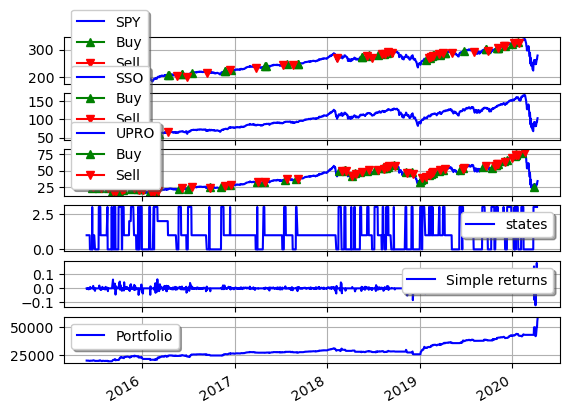 SPY
Buy
Sell
300
200
SSO
Buy
Sell
150
100
50
UPRO
Buy
Sell
75
50
25
states
2.5
0.0
Simple returns
0.1
0.0
−0.1
Portfolio
50000
25000
2016
2017
2018
2019
2020